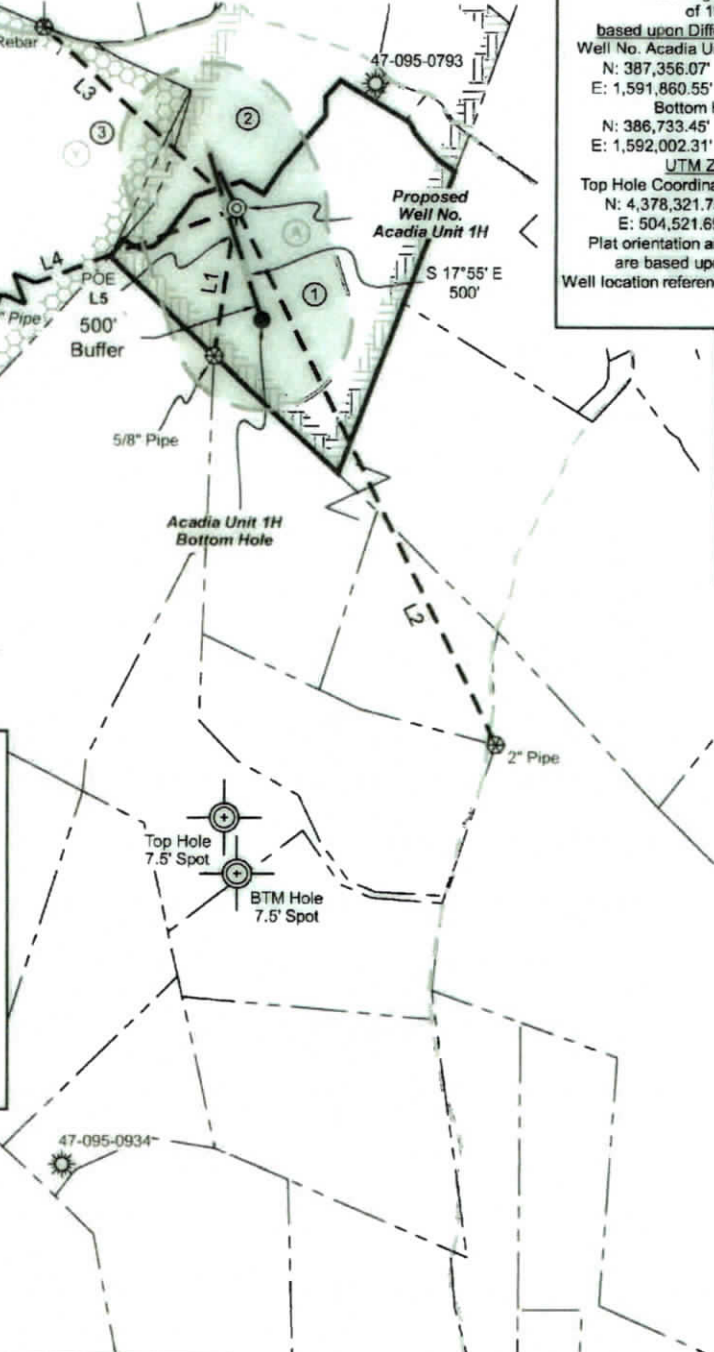 of 1
based upon Diff
Well No. Acadia U
N: 387,356.07'
E: 1,591,860.55'
Bottom
N: 386,733.45'
E: 1,592,002.31'
UTM Z
Top Hole Coordina
N: 4,378,321.7
E: 504,521.6
Plat orientation a
are based up
Well location referen
47-095-0793
Rebar
L3
3
2
Y
Proposed
Well No.
Acadia Unit 1H
A
L4
POE
L5
L1
S 17°55' E
500'
1
" Pipe
500'
Buffer
5/8" Pipe
Acadia Unit 1H
Bottom Hole
L2
2" Pipe
Top Hole
7.5' Spot
BTM Hole
7.5' Spot
47-095-0934